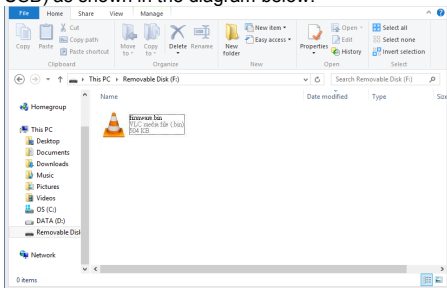 SCD) as shown in the diagram below:
File Home Share View Manage
Cut
Copy path
Paste shortcut
Copy Paste
Clipboard
Move to
Copy to
Delete Rename
Organize
New folder
New item
Easy access
New
Properties
Open
Edit
History
Open
Select all
Select none
Invert selection
Select
This PC Removable Disk (F:)
Search Removable Disk (F:)
Name Date modified Type Size
Homegroup
This PC
Desktop
Documents
Downloads
Music
Pictures
Videos
OS (C:)
DATA (D:)
Removable Disk
Network
firmware.bin
VLC media file (.bin)
504 KB
0 items